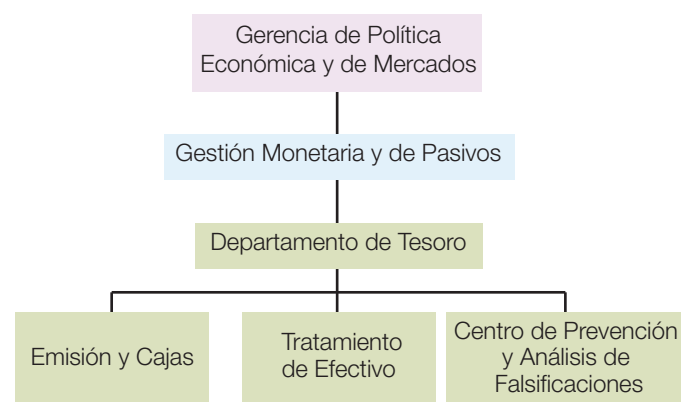 Gerencia de Política
Económica y de Mercados
Gestión Monetaria y de Pasivos
Departamento de Tesoro
Emisión y Cajas
Tratamiento
de Efectivo
Centro de Prevención
y Análisis de
Falsificaciones